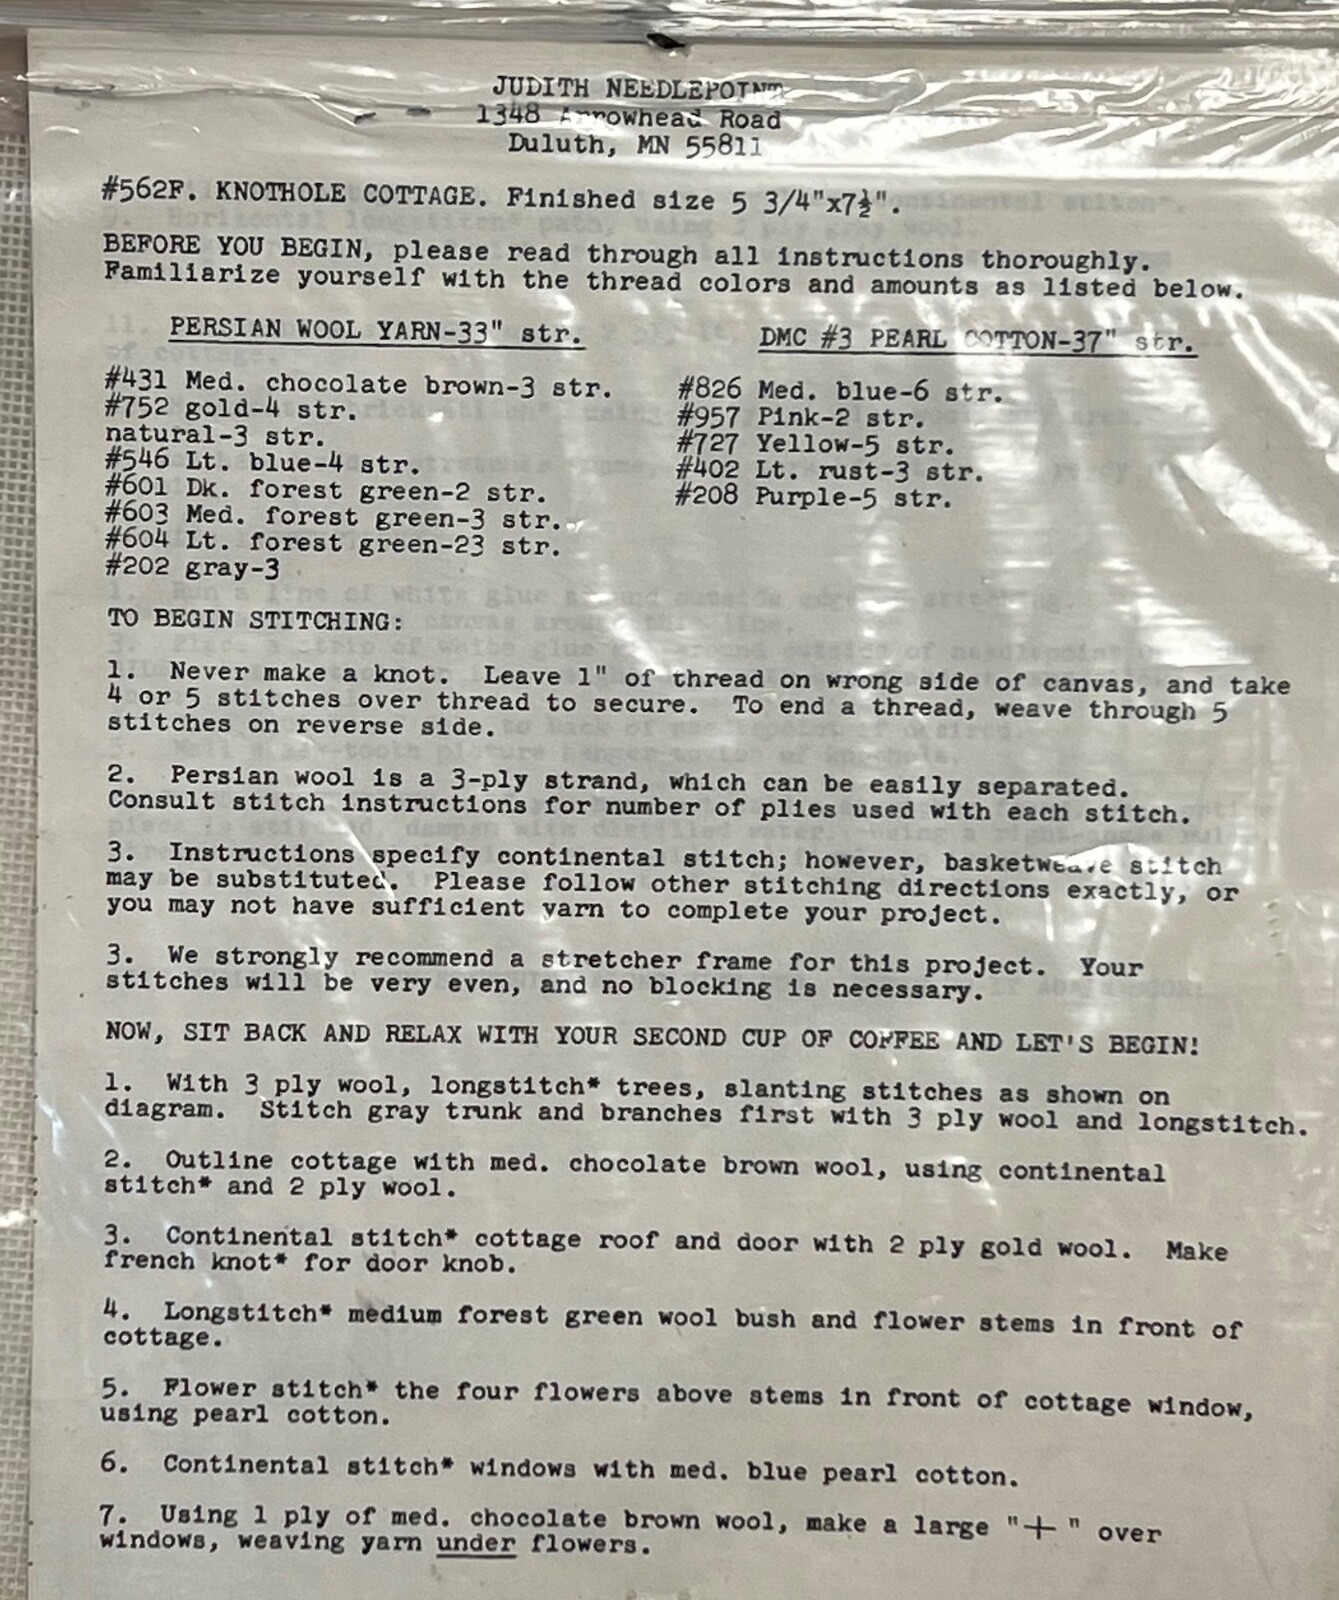 JUDITH NEEDLEPOINT
1348 Arrowhead Road
Duluth, MN 55811
#562F. KNOTHOLE COTTAGE. Finished size 5 3/4"x7½".
BEFORE YOU BEGIN, please read through all instructions thoroughly.
Familiarize yourself with the thread colors and amounts as listed below.
PERSIAN WOOL YARN-33" str.
#431 Med. chocolate brown-3 str.
#752 gold-4 str.
natural-3 str.
#546 Lt. blue-4 str.
#601 Dk. forest green-2 str.
#603 Med. forest green-3 str.
#604 Lt. forest green-23 str.
#202 gray-3
DMC #3 PEARL COTTON-37" str.
#826 Med. blue-6 str.
#957 Pink-2 str.
#727 Yellow-5 str.
#402 Lt. rust-3 str.
#208 Purple-5 str.
TO BEGIN STITCHING:
1. Never make a knot. Leave 1" of thread on wrong side of canvas, and take
4 or 5 stitches over thread to secure. To end a thread, weave through 5
stitches on reverse side.
2. Persian wool is a 3-ply strand, which can be easily separated.
Consult stitch instructions for number of plies used with each stitch.
3. Instructions specify continental stitch; however, basketweave stitch
may be substituted. Please follow other stitching directions exactly, or
you may not have sufficient yarn to complete your project.
3. We strongly recommend a stretcher frame for this project. Your
stitches will be very even, and no blocking is necessary.
NOW, SIT BACK AND RELAX WITH YOUR SECOND CUP OF COFFEE AND LET'S BEGIN!
1. With 3 ply wool, longstitch* trees, slanting stitches as shown on
diagram. Stitch gray trunk and branches first with 3 ply wool and longstitch.
2. Outline cottage with med. chocolate brown wool, using continental
stitch* and 2 ply wool.
3. Continental stitch* cottage roof and door with 2 ply gold wool. Make
french knot* for door knob.
4. Longstitch* medium forest green wool bush and flower stems in front of
cottage.
5. Flower stitch* the four flowers above stems in front of cottage window,
using pearl cotton.
6. Continental stitch* windows with med. blue pearl cotton.
7. Using 1 ply of med. chocolate brown wool, make a large "+" over
windows, weaving yarn under flowers.